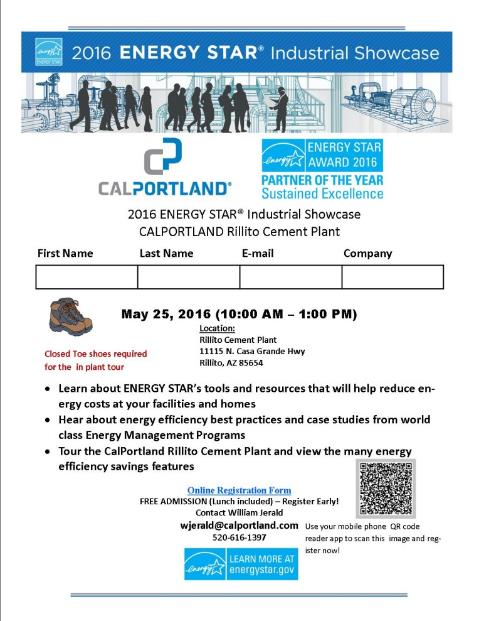 2016 ENERGY STAR® Industrial Showcase
ENERGY STAR
CALPORTLAND®
ENERGY STAR
AWARD 2016
PARTNER OF THE YEAR
Sustained Excellence
2016 ENERGY STAR® Industrial Showcase
CALPORTLAND Rillito Cement Plant
First Name Last Name E-mail Company
May 25, 2016 (10:00 AM – 1:00 PM)
Location:
Rillito Cement Plant
11115 N. Casa Grande Hwy
Rillito, AZ 85654
Closed Toe shoes required
for the in plant tour
• Learn about ENERGY STAR’s tools and resources that will help reduce en-
ergy costs at your facilities and homes
• Hear about energy efficiency best practices and case studies from world
class Energy Management Programs
• Tour the CalPortland Rillito Cement Plant and view the many energy
efficiency savings features
Online Registration Form
FREE ADMISSION (Lunch included) – Register Early!
Contact William Jerald
wjerald@calportland.com
520-616-1397
Use your mobile phone QR code
reader app to scan this image and reg-
ister now!
energy
LEARN MORE AT
energystar.gov